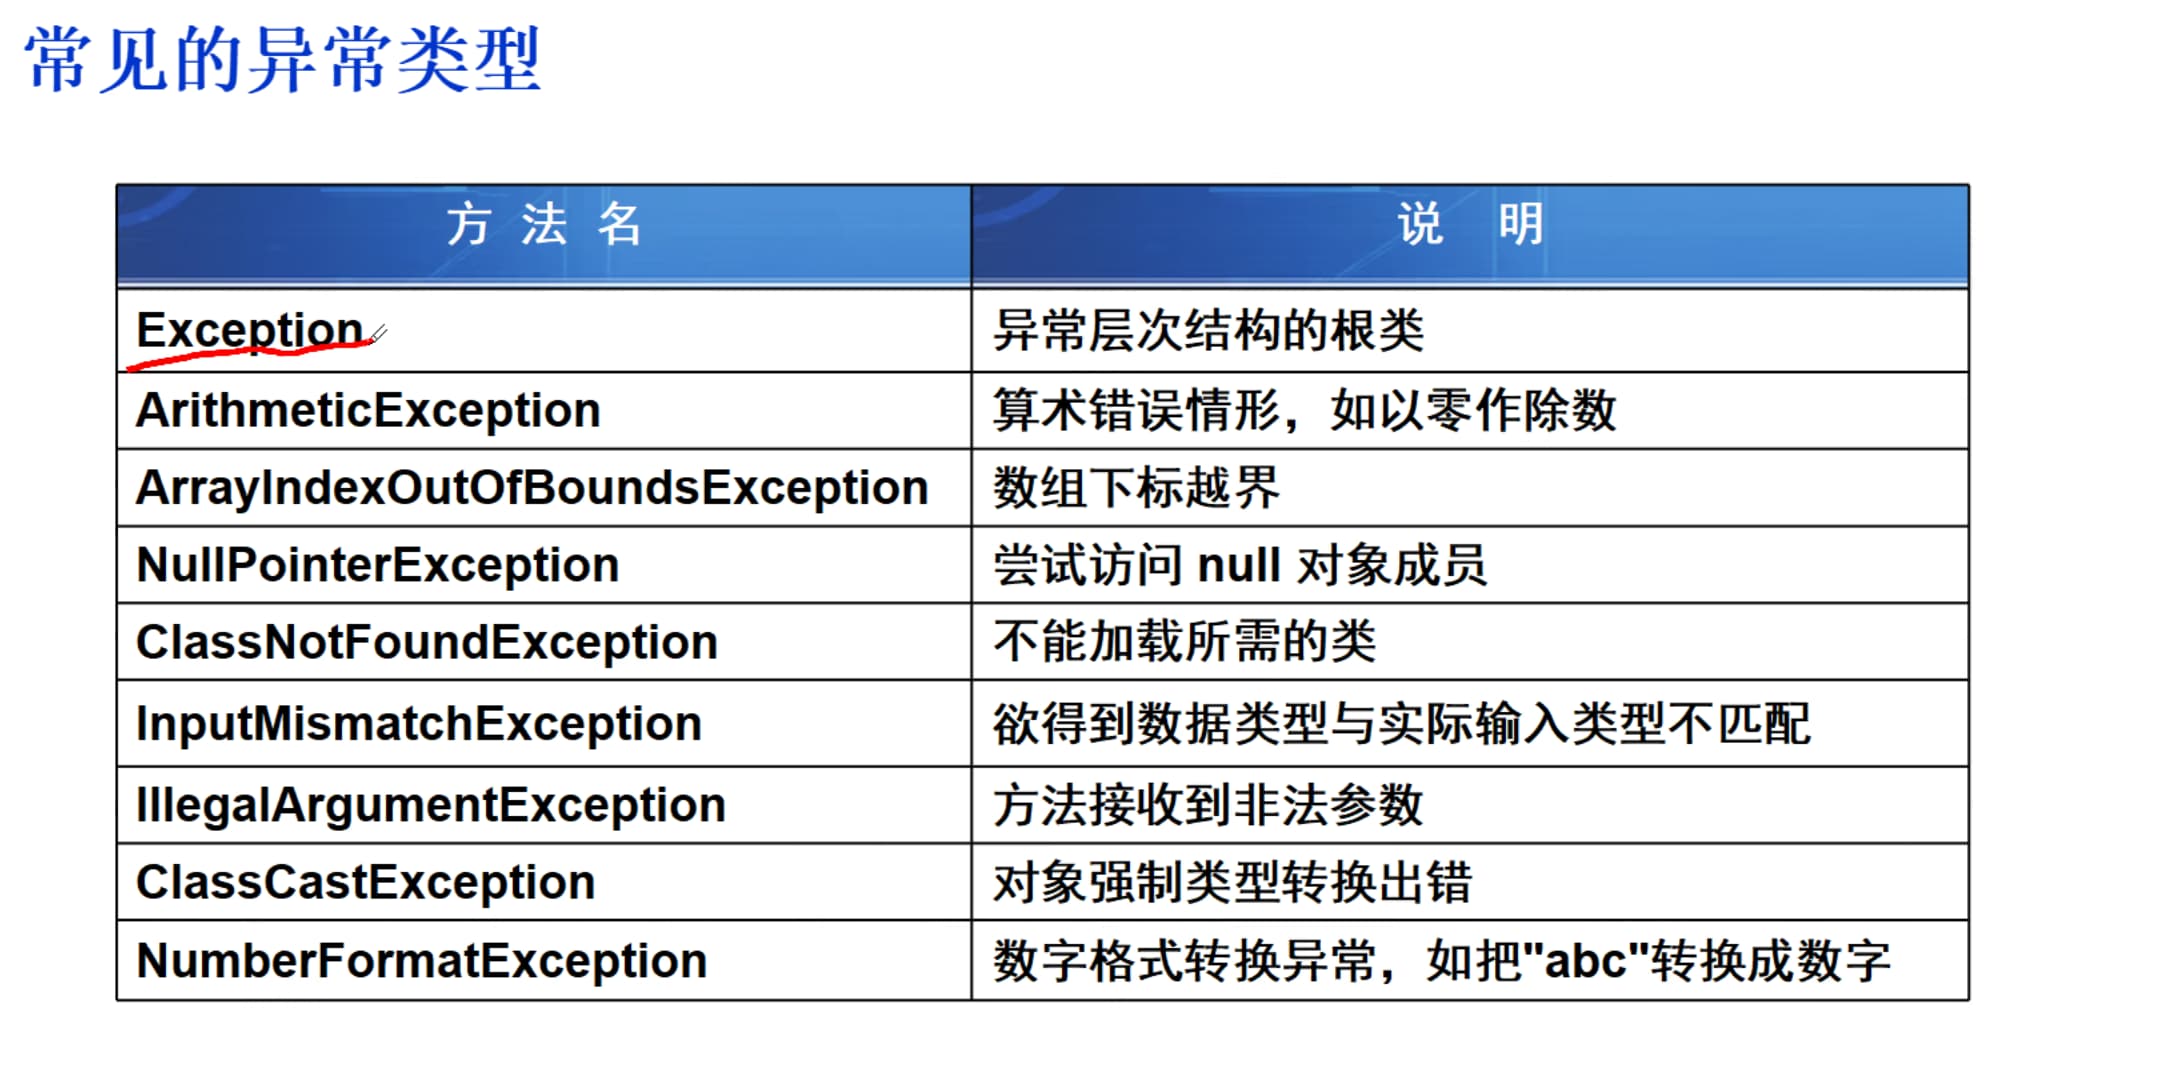 常见的异常类型
方 法 名 说 明
Exception 异常层次结构的根类
ArithmeticException 算术错误情形，如以零作除数
ArrayIndexOutOfBoundsException 数组下标越界
NullPointerException 尝试访问 null 对象成员
ClassNotFoundException 不能加载所需的类
InputMismatchException 欲得到数据类型与实际输入类型不匹配
IllegalArgumentException 方法接收到非法参数
ClassCastException 对象强制类型转换出错
NumberFormatException 数字格式转换异常，如把"abc"转换成数字